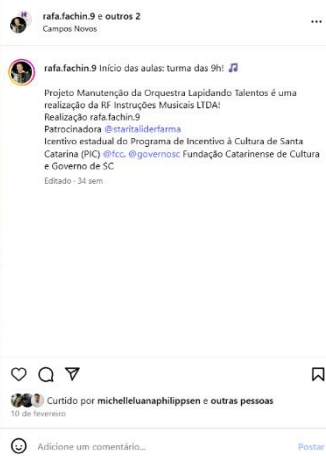 rafa.fachin.9 e outros 2
Campos Novos
rafa.fachin.9 Início das aulas: turma das 9h!
Projeto Manutenção da Orquestra Lapidando Talentos é uma
realização da RF Instruções Musicais LTDA!
Realização rafa.fachin.9
Patrocinadora @staritaliderfarma
Icentivo estadual do Programa de Incentivo à Cultura de Santa
Catarina (PIC) @fcc. @governosc Fundação Catarinense de Cultura
e Governo de SC
Editado · 34 sem
Curtido por michelleluanaphilippsen e outras pessoas
10 de fevereiro
Adicione um comentário...
Postar